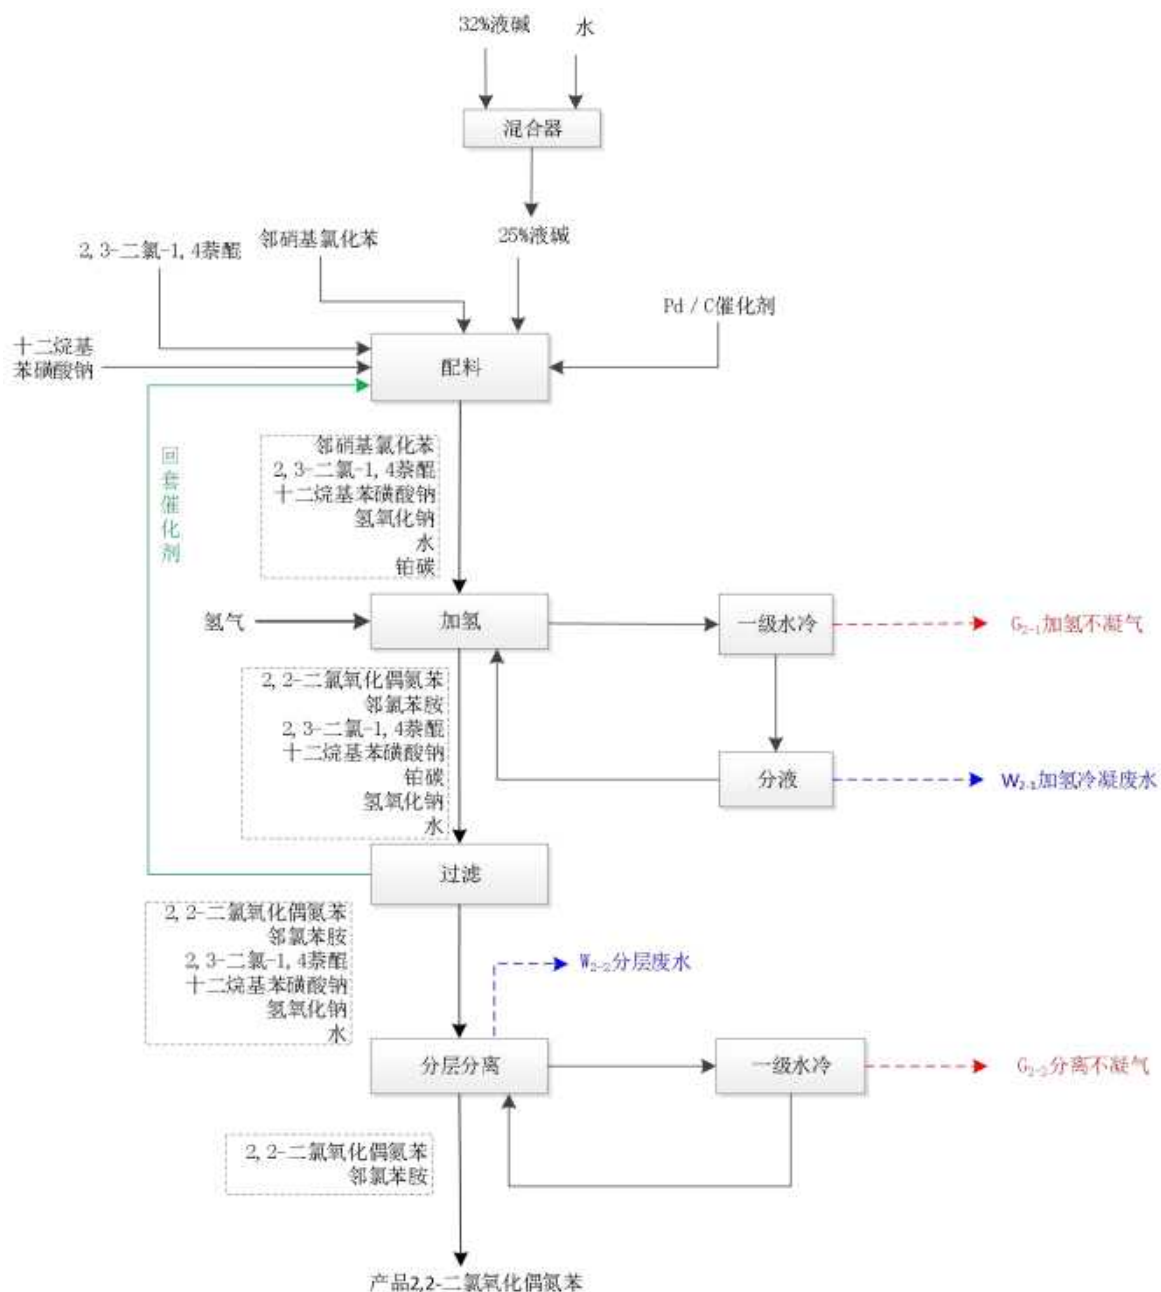 32%液碱
水
混合器
25%液碱
邻硝基氯化苯
2,3-二氯-1,4萘醌
Pd/C催化剂
十二烷基
苯磺酸钠
配料
回套催化剂
邻硝基氯化苯
2,3-二氯-1,4萘醌
十二烷基苯磺酸钠
氢氧化钠
水
铂碳
氢气
加氢
一级水冷
G2-1加氢不凝气
2,2-二氯氧化偶氮苯
邻氯苯胺
2,3-二氯-1,4萘醌
十二烷基苯磺酸钠
铂碳
氢氧化钠
水
分液
W2-1加氢冷凝废水
过滤
2,2-二氯氧化偶氮苯
邻氯苯胺
2,3-二氯-1,4萘醌
十二烷基苯磺酸钠
氢氧化钠
水
W2-2分层废水
分层分离
一级水冷
G2-2分离不凝气
2,2-二氯氧化偶氮苯
邻氯苯胺
产品2,2-二氯氧化偶氮苯